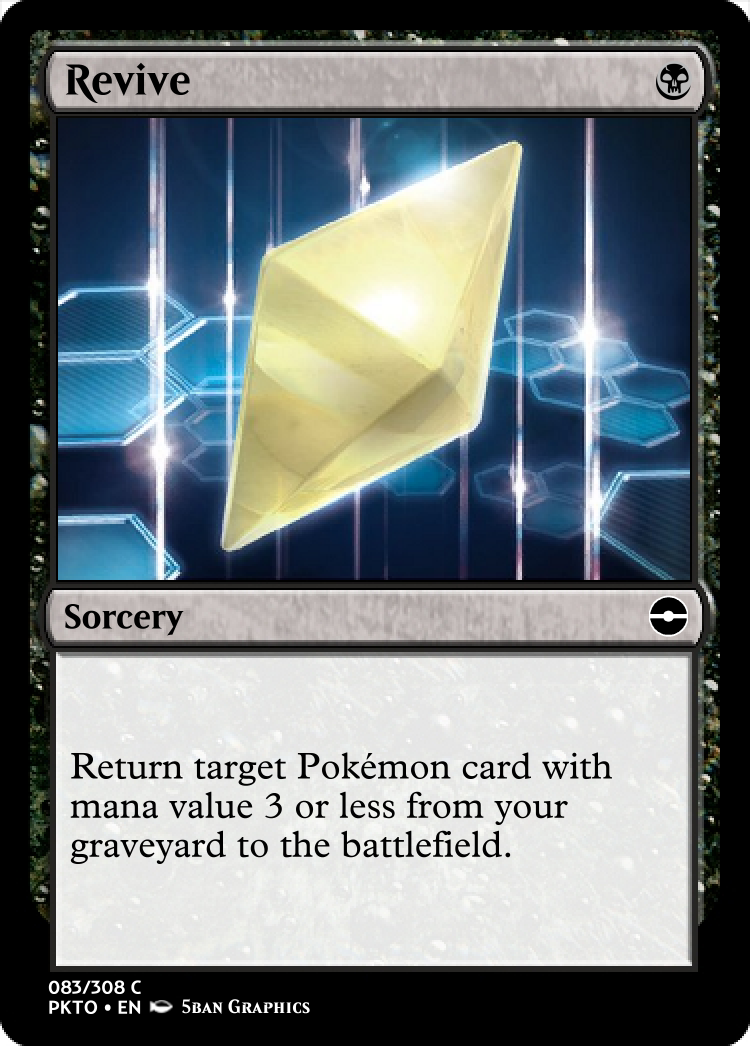 Revive
Sorcery
Return target Pokémon card with
mana value 3 or less from your
graveyard to the battlefield.
083/308 C
PKTO • EN 5ban Graphics